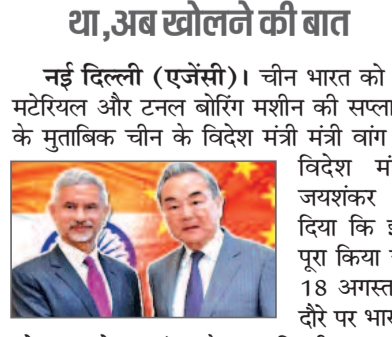 था,अब खोलने की बात
नई दिल्ली (एजेंसी)। चीन भारत को
मटेरियल और टनल बोरिंग मशीन की सप्ला
के मुताबिक चीन के विदेश मंत्री मंत्री वांग
विदेश मं
जयशंकर
दिया कि इ
पूरा किया
18 अगस्त
दौरे पर भार